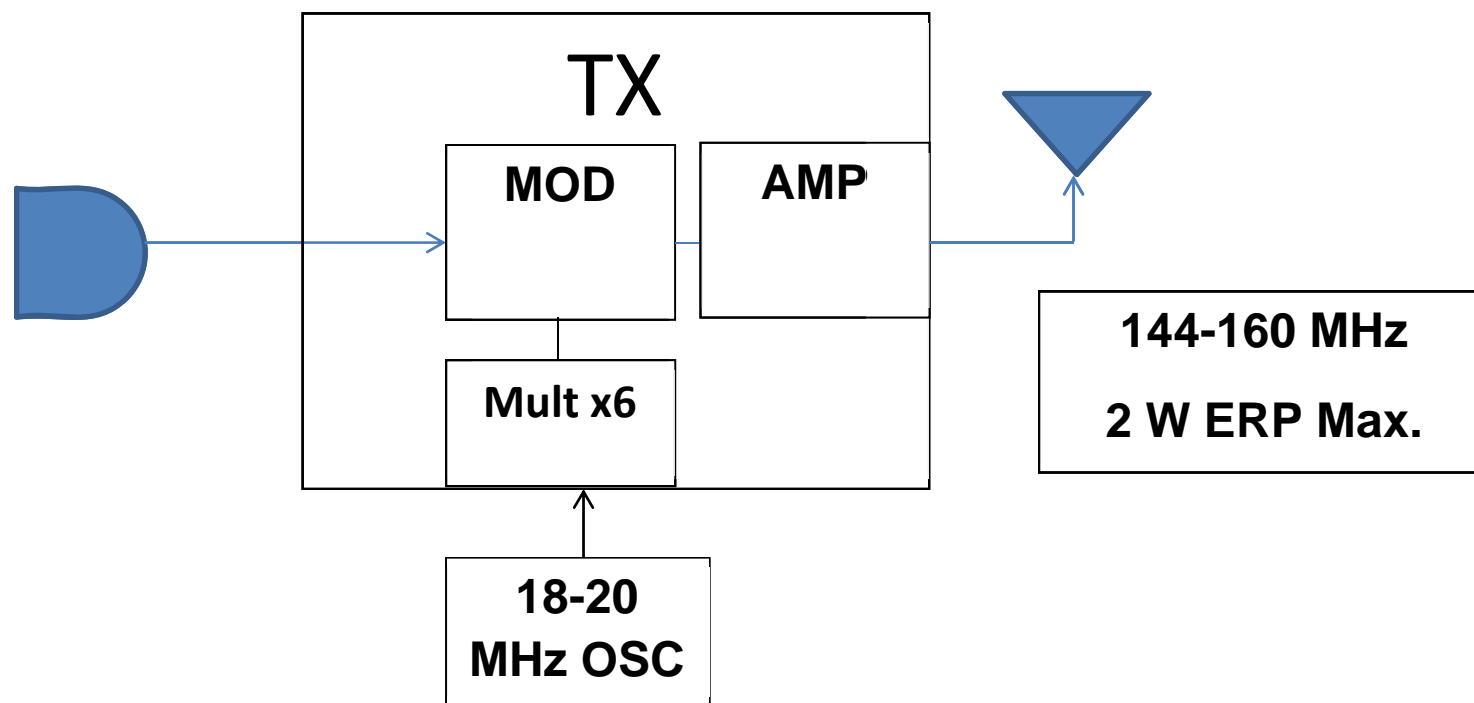 TX
MOD
AMP
Mult x6
144-160 MHz
2 W ERP Max.
18-20
MHz OSC